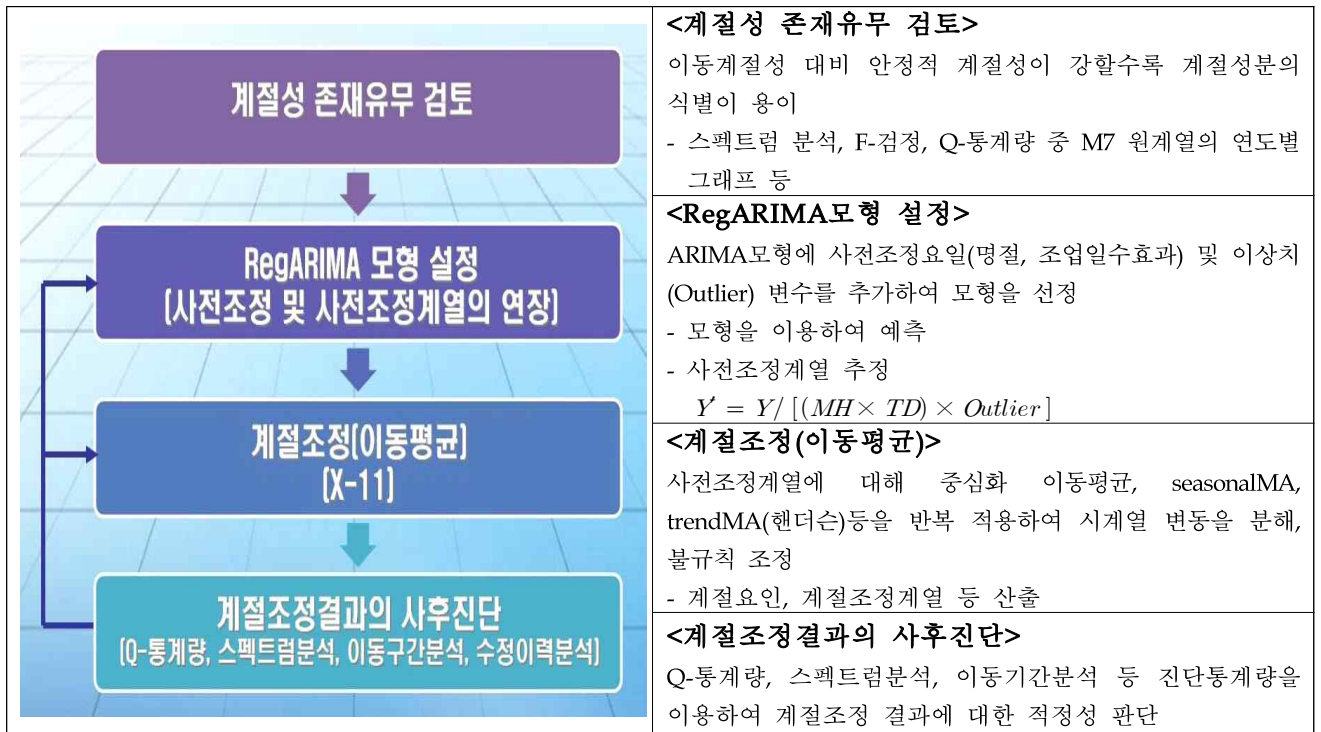 계절성 존재유무 검토
RegARIMA 모형 설정
(사전조정 및 사전조정계열의 연장)
계절조정(이동평균)
(X-11)
계절조정결과의 사후진단
(Q-통계량, 스펙트럼분석, 이동구간분석, 수정이력분석)
<계절성 존재유무 검토>
이동계절성 대비 안정적 계절성이 강할수록 계절성분의
식별이 용이
- 스펙트럼 분석, F-검정, Q-통계량 중 M7 원계열의 연도별
그래프 등
<RegARIMA모형 설정>
ARIMA모형에 사전조정요일(명절, 조업일수효과) 및 이상치
(Outlier) 변수를 추가하여 모형을 선정
- 모형을 이용하여 예측
- 사전조정계열 추정
Y' = Y/ [(MH× TD) × Outlier]
<계절조정(이동평균)>
사전조정계열에 대해 중심화 이동평균, seasonalMA,
trendMA(핸더슨)등을 반복 적용하여 시계열 변동을 분해,
불규칙 조정
- 계절요인, 계절조정계열 등 산출
<계절조정결과의 사후진단>
Q-통계량, 스펙트럼분석, 이동기간분석 등 진단통계량을
이용하여 계절조정 결과에 대한 적정성 판단